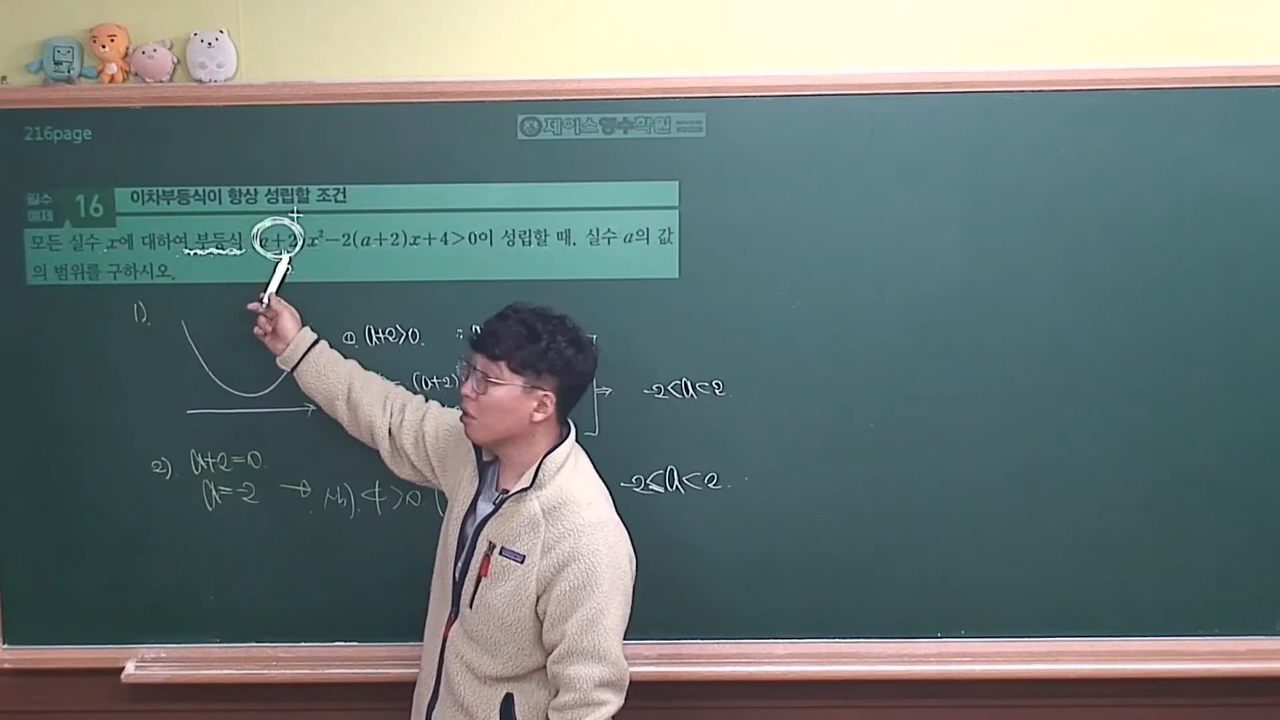 216page
제이스영수학원
필수 예제 16 이차부등식이 항상 성립할 조건
모든 실수 x에 대하여 부등식 (a+2)x²−2(a+2)x+4>0이 성립할 때, 실수 a의 값
의 범위를 구하시오.
+
1).
① a+2>0.
(a+2)
-2<a<2
2). a+2=0.
a=-2 → 4>0.
-2≤a<2.